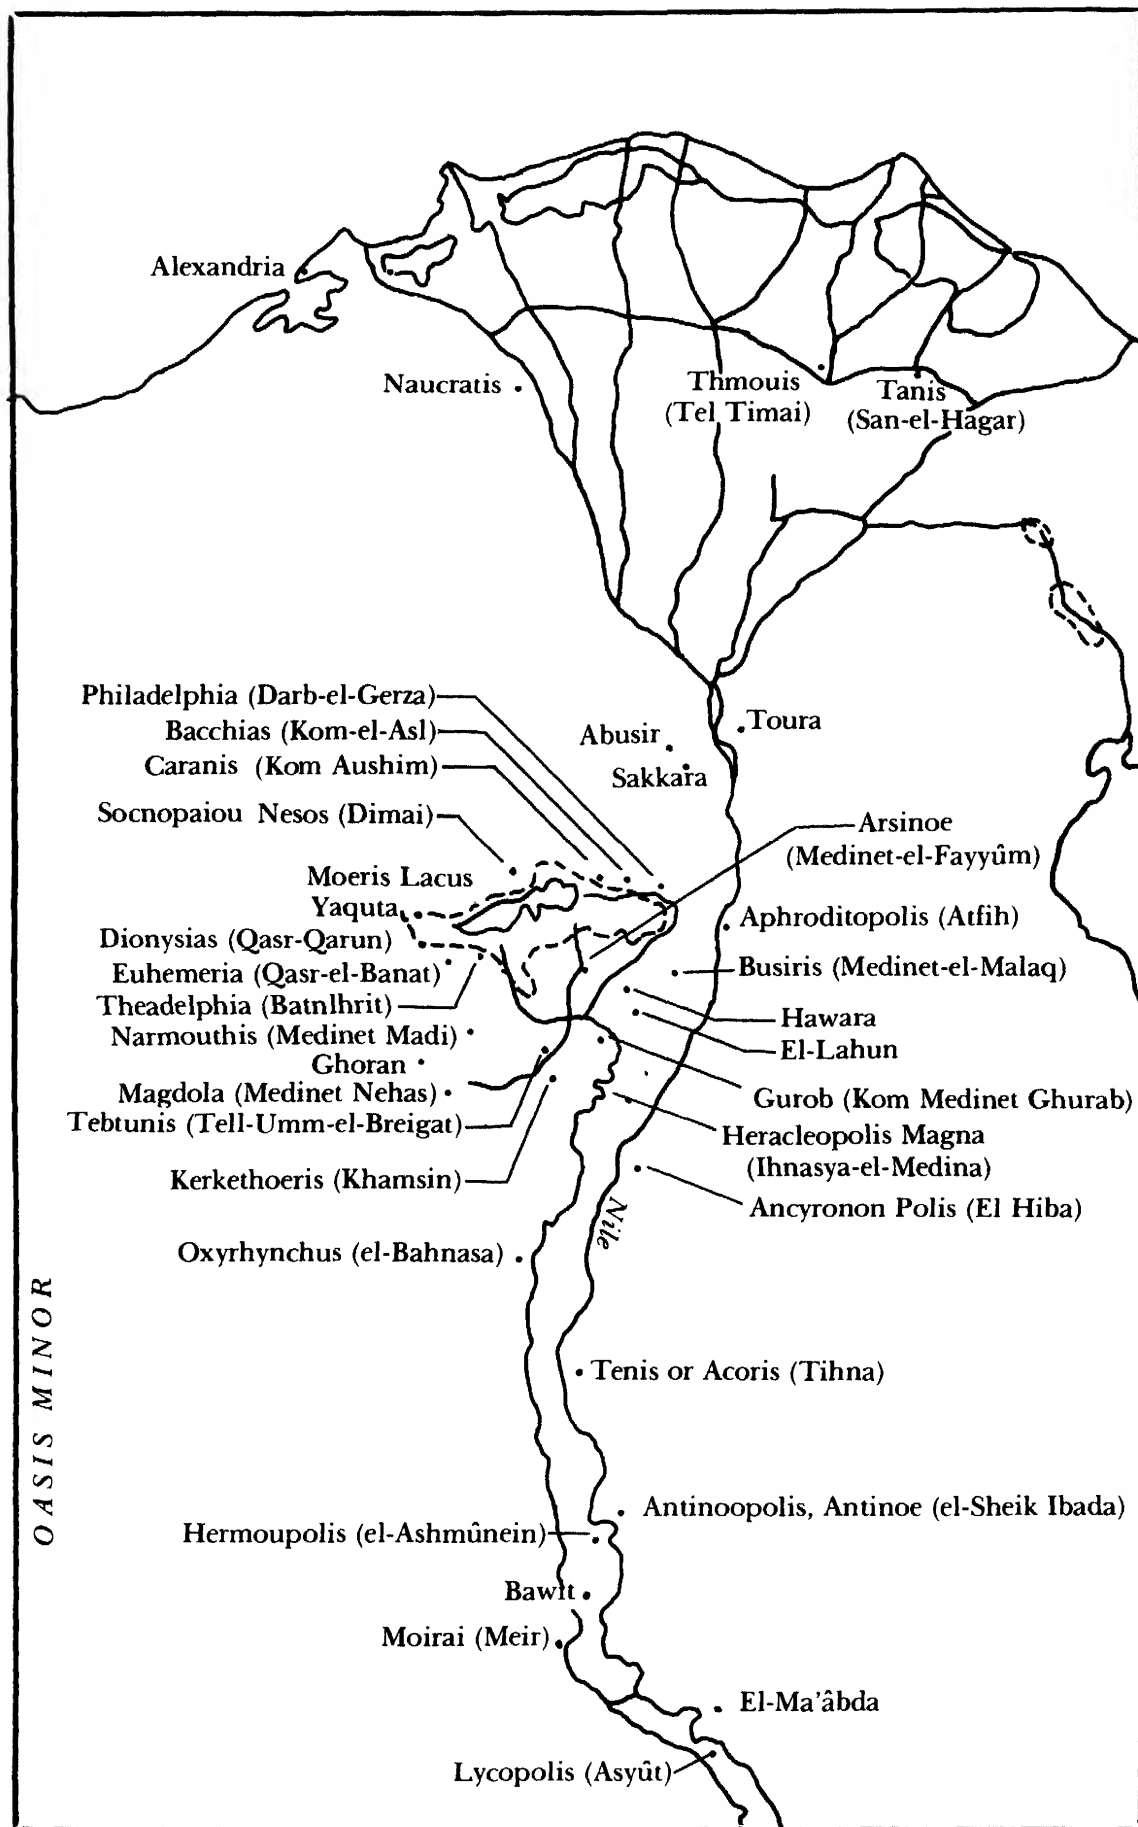 Alexandria
Naucratis
Thmouis
(Tel Timai)
Tanis
(San-el-Hagar)
Philadelphia (Darb-el-Gerza)
Bacchias (Kom-el-Asl)
Caranis (Kom Aushim)
Socnopaiou Nesos (Dimai)
Abusir
Sakkara
Toura
Arsinoe
(Medinet-el-Fayyûm)
Moeris Lacus
Yaquta
Dionysias (Qasr-Qarun)
Euhemeria (Qasr-el-Banat)
Theadelphia (Batnlhrit)
Narmouthis (Medinet Madi)
Ghoran
Magdola (Medinet Nehas)
Tebtunis (Tell-Umm-el-Breigat)
Kerkethoeris (Khamsin)
Aphroditopolis (Atfih)
Busiris (Medinet-el-Malaq)
Hawara
El-Lahun
Gurob (Kom Medinet Ghurab)
Heracleopolis Magna
(Ihnasya-el-Medina)
Ancyronon Polis (El Hiba)
Nile
Oxyrhynchus (el-Bahnasa)
OASIS MINOR
Tenis or Acoris (Tihna)
Antinoopolis, Antinoe (el-Sheik Ibada)
Hermoupolis (el-Ashmûnein)
Bawit
Moirai (Meir)
El-Ma'âbda
Lycopolis (Asyût)